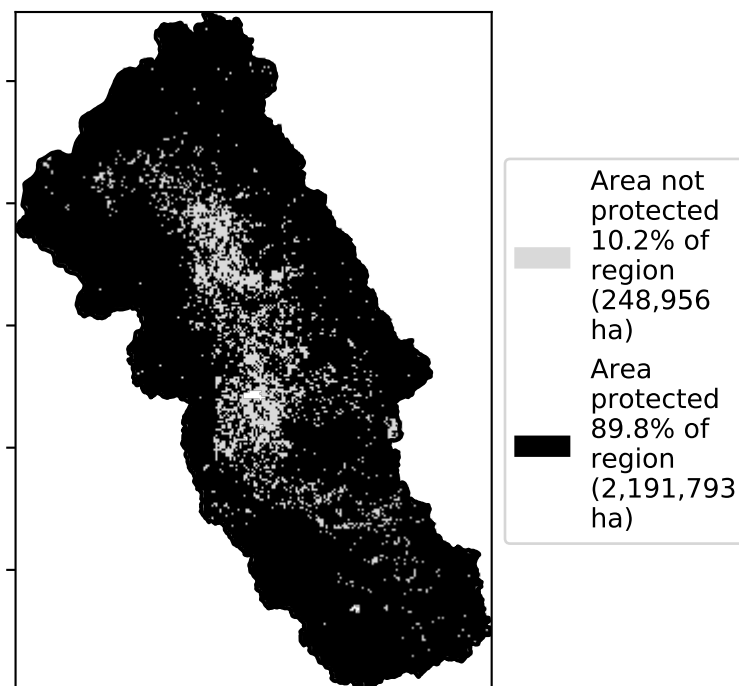 Area not
protected
10.2% of
region
(248,956
ha)
Area
protected
89.8% of
region
(2,191,793
ha)